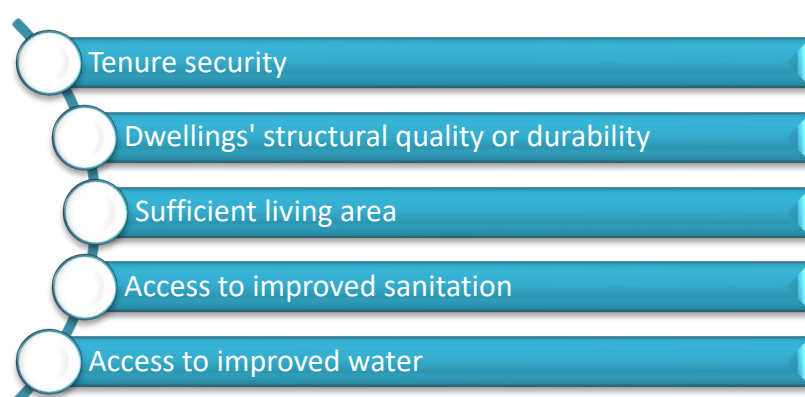 Tenure security
Dwellings' structural quality or durability
Sufficient living area
Access to improved sanitation
Access to improved water